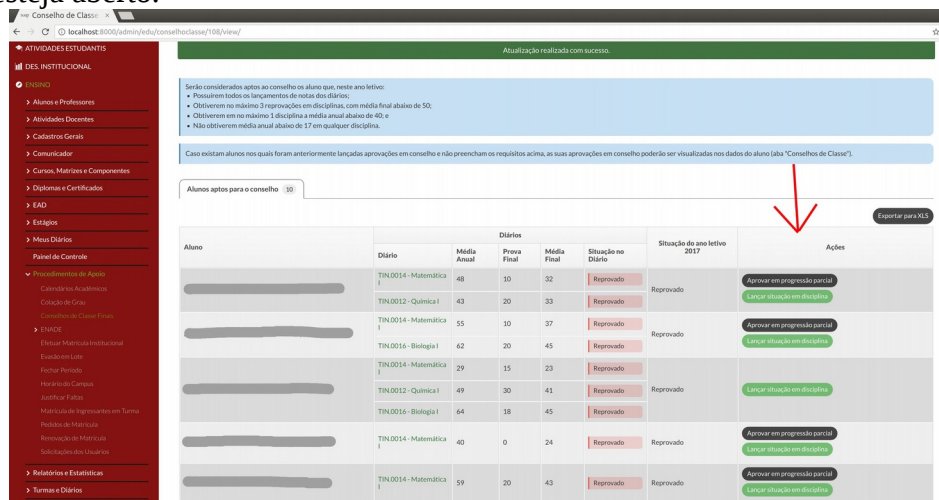 esteja aberto.
Conselho de Classe ×
localhost:8000/admin/edu/conselhoclasse/108/view/
ATIVIDADES ESTUDANTIS
DES. INSTITUCIONAL
ENSINO
Alunos e Professores
Atividades Docentes
Cadastros Gerais
Comunicador
Cursos, Matrizes e Componentes
Diplomas e Certificados
EAD
Estágios
Meus Diários
Painel de Controle
Procedimentos de Apoio
Calendários Acadêmicos
Colação de Grau
Conselhos de Classe Finais
ENADE
Efetuar Matrícula Institucional
Evasão em Lote
Fechar Período
Horário do Campus
Justificar Faltas
Matrícula de Ingressantes em Turma
Pedidos de Matrícula
Renovação de Matrícula
Solicitações dos Usuários
Relatórios e Estatísticas
Turmas e Diários
Atualização realizada com sucesso.
Serão considerados aptos ao conselho os aluno que, neste ano letivo:
• Possuírem todos os lançamentos de notas dos diários;
• Obtiverem no máximo 3 reprovações em disciplinas, com média final abaixo de 50;
• Obtiverem em no máximo 1 disciplina a média anual abaixo de 40; e
• Não obtiverem média anual abaixo de 17 em qualquer disciplina.
Caso existam alunos nos quais foram anteriormente lançadas aprovações em conselho e não preencham os requisitos acima, as suas aprovações em conselho poderão ser visualizadas nos dados do aluno (aba "Conselhos de Classe").
Alunos aptos para o conselho 10
Exportar para XLS
Aluno
Diários
Situação do ano letivo
2017
Ações
Diário
Média
Anual
Prova
Final
Média
Final
Situação no
Diário
TIN.0014 - Matemática
I
48 10 32 Reprovado
TIN.0012 - Química I 43 20 33 Reprovado
Reprovado
Aprovar em progressão parcial
Lançar situação em disciplina
TIN.0014 - Matemática
I
55 10 37 Reprovado
TIN.0016 - Biologia I 62 20 45 Reprovado
Reprovado
Aprovar em progressão parcial
Lançar situação em disciplina
TIN.0014 - Matemática
I
29 15 23 Reprovado
TIN.0012 - Química I 49 30 41 Reprovado
TIN.0016 - Biologia I 64 18 45 Reprovado
Reprovado
Lançar situação em disciplina
TIN.0014 - Matemática
I
40 0 24 Reprovado
Reprovado
Aprovar em progressão parcial
Lançar situação em disciplina
TIN.0014 - Matemática
I
59 20 43 Reprovado
Reprovado
Aprovar em progressão parcial
Lançar situação em disciplina